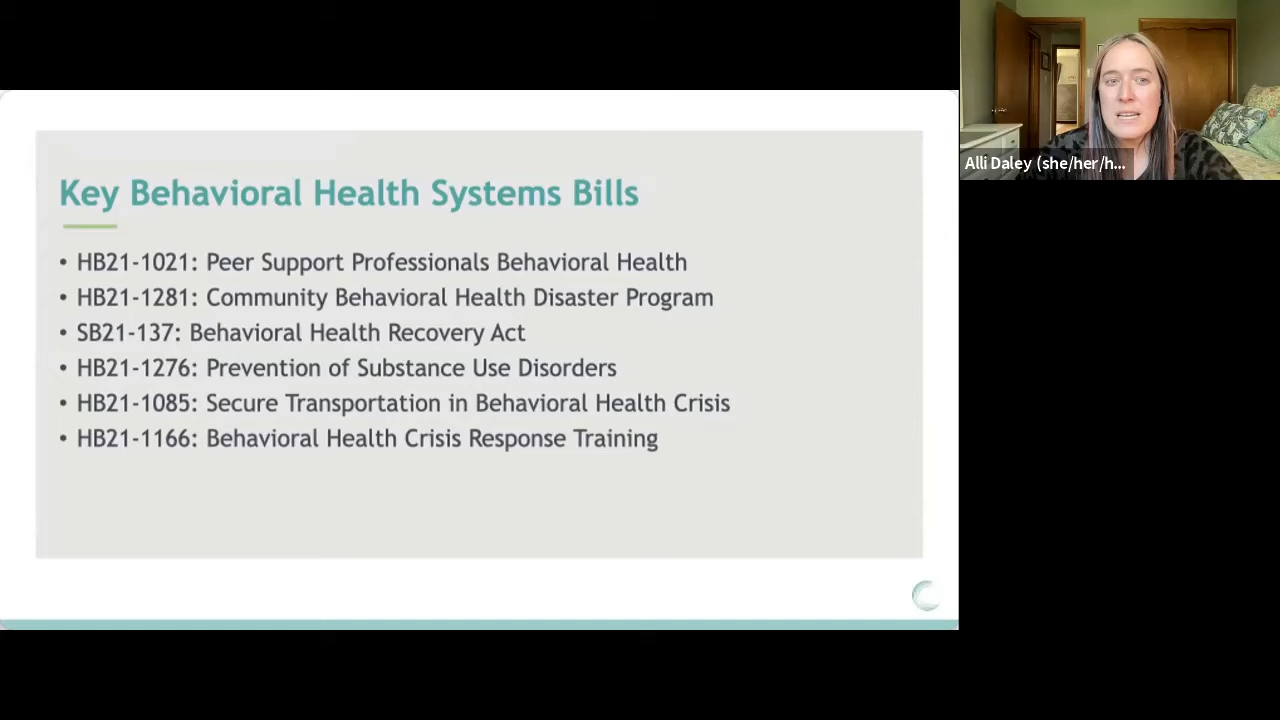 Key Behavioral Health Systems Bills
• HB21-1021: Peer Support Professionals Behavioral Health
• HB21-1281: Community Behavioral Health Disaster Program
• SB21-137: Behavioral Health Recovery Act
• HB21-1276: Prevention of Substance Use Disorders
• HB21-1085: Secure Transportation in Behavioral Health Crisis
• HB21-1166: Behavioral Health Crisis Response Training
Alli Daley (she/her/h...